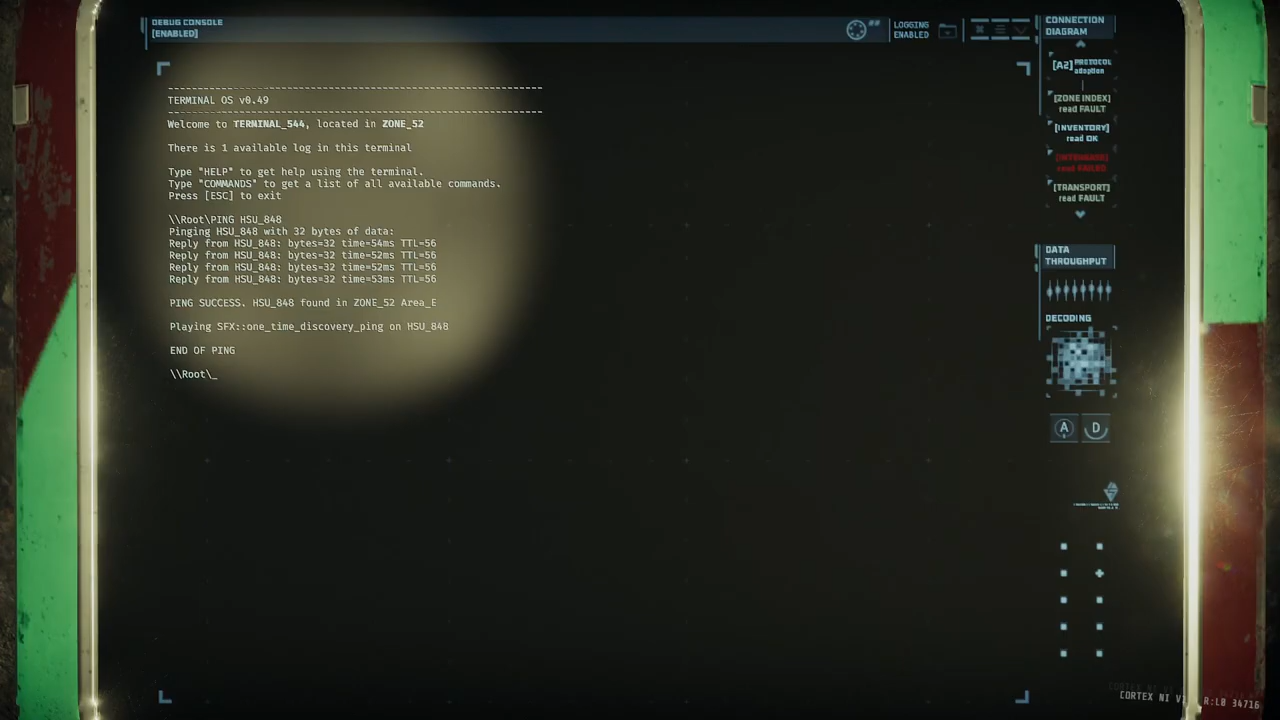 DEBUG CONSOLE
[ENABLED]
LOGGING
ENABLED
CONNECTION
DIAGRAM
[A2] PROTOCOL
adaption
[ZONE INDEX]
read FAULT
[INVENTORY]
read OK
read FAILED
[TRANSPORT]
read FAULT
DATA
THROUGHPUT
DECODING
A D
--------------------------------------------------------------
TERMINAL OS v0.49
--------------------------------------------------------------
Welcome to TERMINAL_544, located in ZONE_52
There is 1 available log in this terminal
Type "HELP" to get help using the terminal.
Type "COMMANDS" to get a list of all available commands.
Press [ESC] to exit
\\Root\PING HSU_848
Pinging HSU_848 with 32 bytes of data:
Reply from HSU_848: bytes=32 time=54ms TTL=56
Reply from HSU_848: bytes=32 time=52ms TTL=56
Reply from HSU_848: bytes=32 time=52ms TTL=56
Reply from HSU_848: bytes=32 time=53ms TTL=56
PING SUCCESS. HSU_848 found in ZONE_52 Area_E
Playing SFX::one_time_discovery_ping on HSU_848
END OF PING
\\Root\_
CORTEX NI R:L0 34716